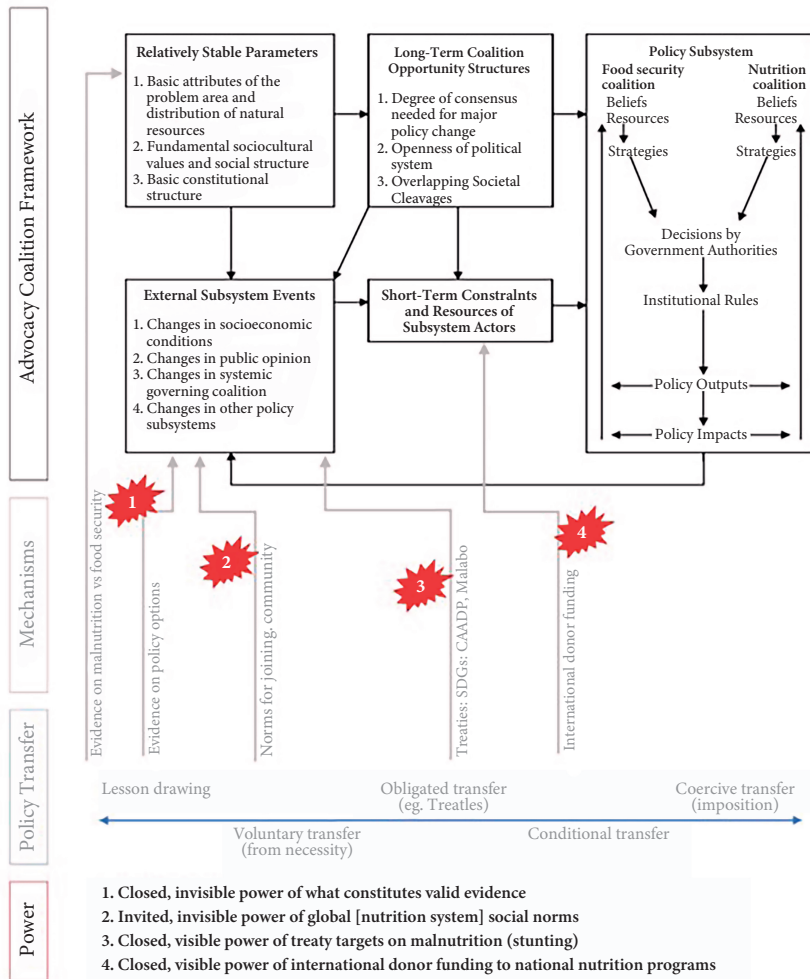 Advocacy Coalition Framework
Relatively Stable Parameters
1. Basic attributes of the
problem area and
distribution of natural
resources
2. Fundamental sociocultural
values and social structure
3. Basic constitutional
structure
Long-Term Coalition
Opportunity Structures
1. Degree of consensus
needed for major
policy change
2. Openness of political
system
3. Overlapping Societal
Cleavages
Policy Subsystem
Food security
coalition
Beliefs
Resources
Strategies
Nutrition
coalition
Beliefs
Resources
Strategies
Decisions by
Government Authorities
Institutional Rules
Policy Outputs
Policy Impacts
External Subsystem Events
1. Changes in socioeconomic
conditions
2. Changes in public opinion
3. Changes in systemic
governing coalition
4. Changes in other policy
subsystems
Short-Term Constralnts
and Resources of
Subsystem Actors
Mechanisms
Evidence on malnutrition vs food security
1
Evidence on policy options
2
Norms for joining. community
3
Treaties: SDGs: CAADP, Malabo
4
International donor funding
Policy Transfer
Lesson drawing
Voluntary transfer
(from necessity)
Obligated transfer
(eg. Treatles)
Conditional transfer
Coercive transfer
(imposition)
Power
1. Closed, invisible power of what constitutes valid evidence
2. Invited, invisible power of global [nutrition system] social norms
3. Closed, visible power of treaty targets on malnutrition (stunting)
4. Closed, visible power of international donor funding to national nutrition programs